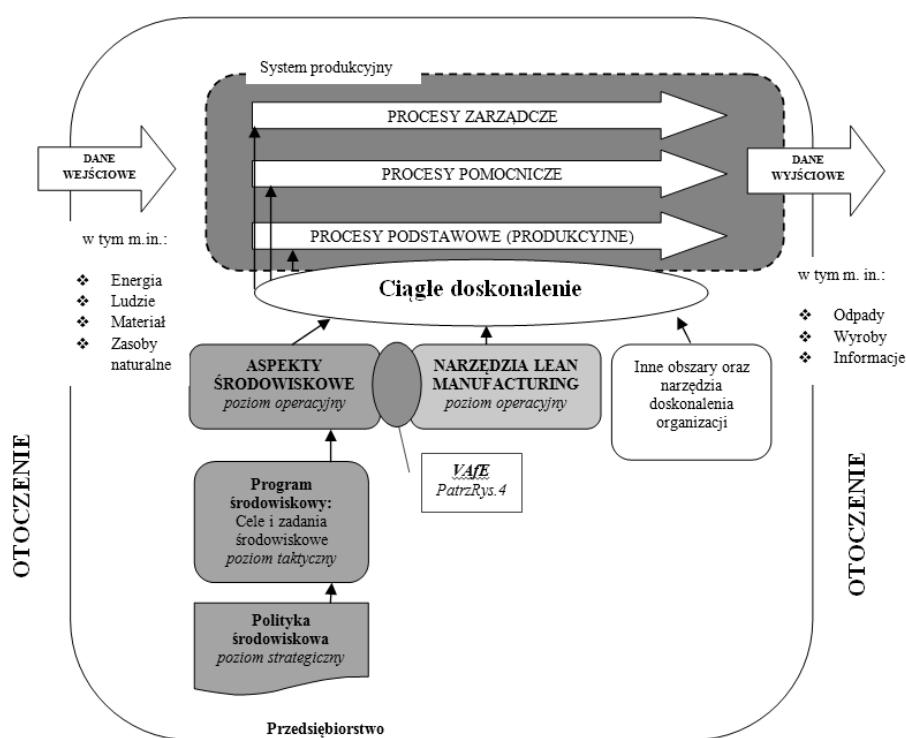 System produkcyjny
PROCESY ZARZĄDCZE
DANE
WEJŚCIOWE
PROCESY POMOCNICZE
DANE
WYJŚCIOWE
PROCESY PODSTAWOWE (PRODUKCYJNE)
w tym m.in.:
❖ Energia
❖ Ludzie
❖ Materiał
❖ Zasoby
naturalne
w tym m. in.:
❖ Odpady
❖ Wyroby
❖ Informacje
Ciągłe doskonalenie
ASPEKTY
ŚRODOWISKOWE
poziom operacyjny
NARZĘDZIA LEAN
MANUFACTURING
poziom operacyjny
Inne obszary oraz
narzędzia
doskonalenia
organizacji
VAfE
PatrzRys.4
Program
środowiskowy:
Cele i zadania
środowiskowe
poziom taktyczny
OTOCZENIE
OTOCZENIE
Polityka
środowiskowa
poziom strategiczny
Przedsiębiorstwo